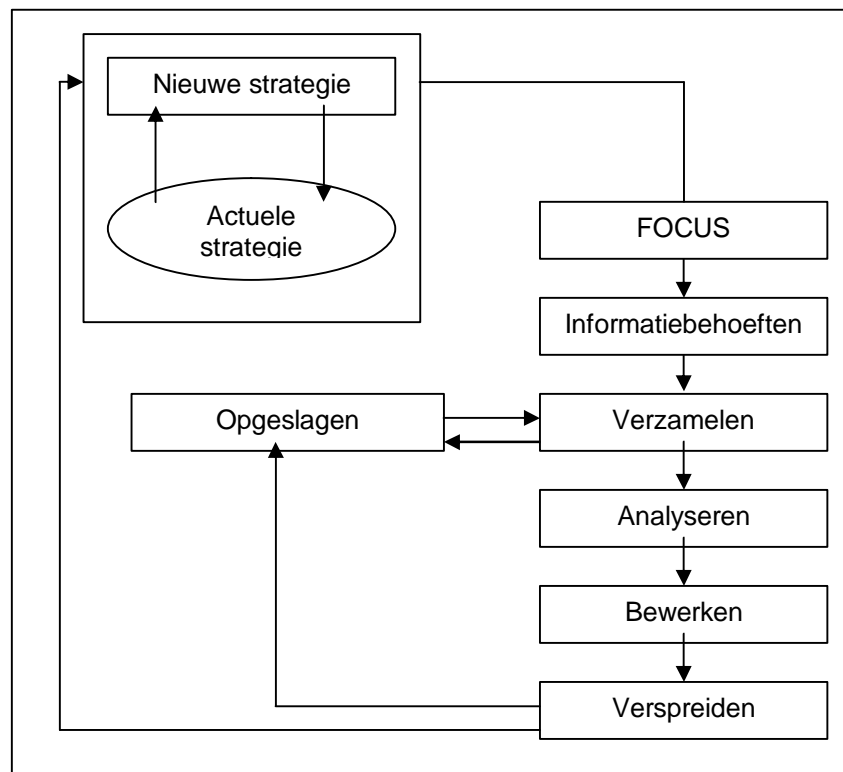 Nieuwe strategie
Actuele
strategie
FOCUS
Informatiebehoeften
Opgeslagen
Verzamelen
Analyseren
Bewerken
Verspreiden